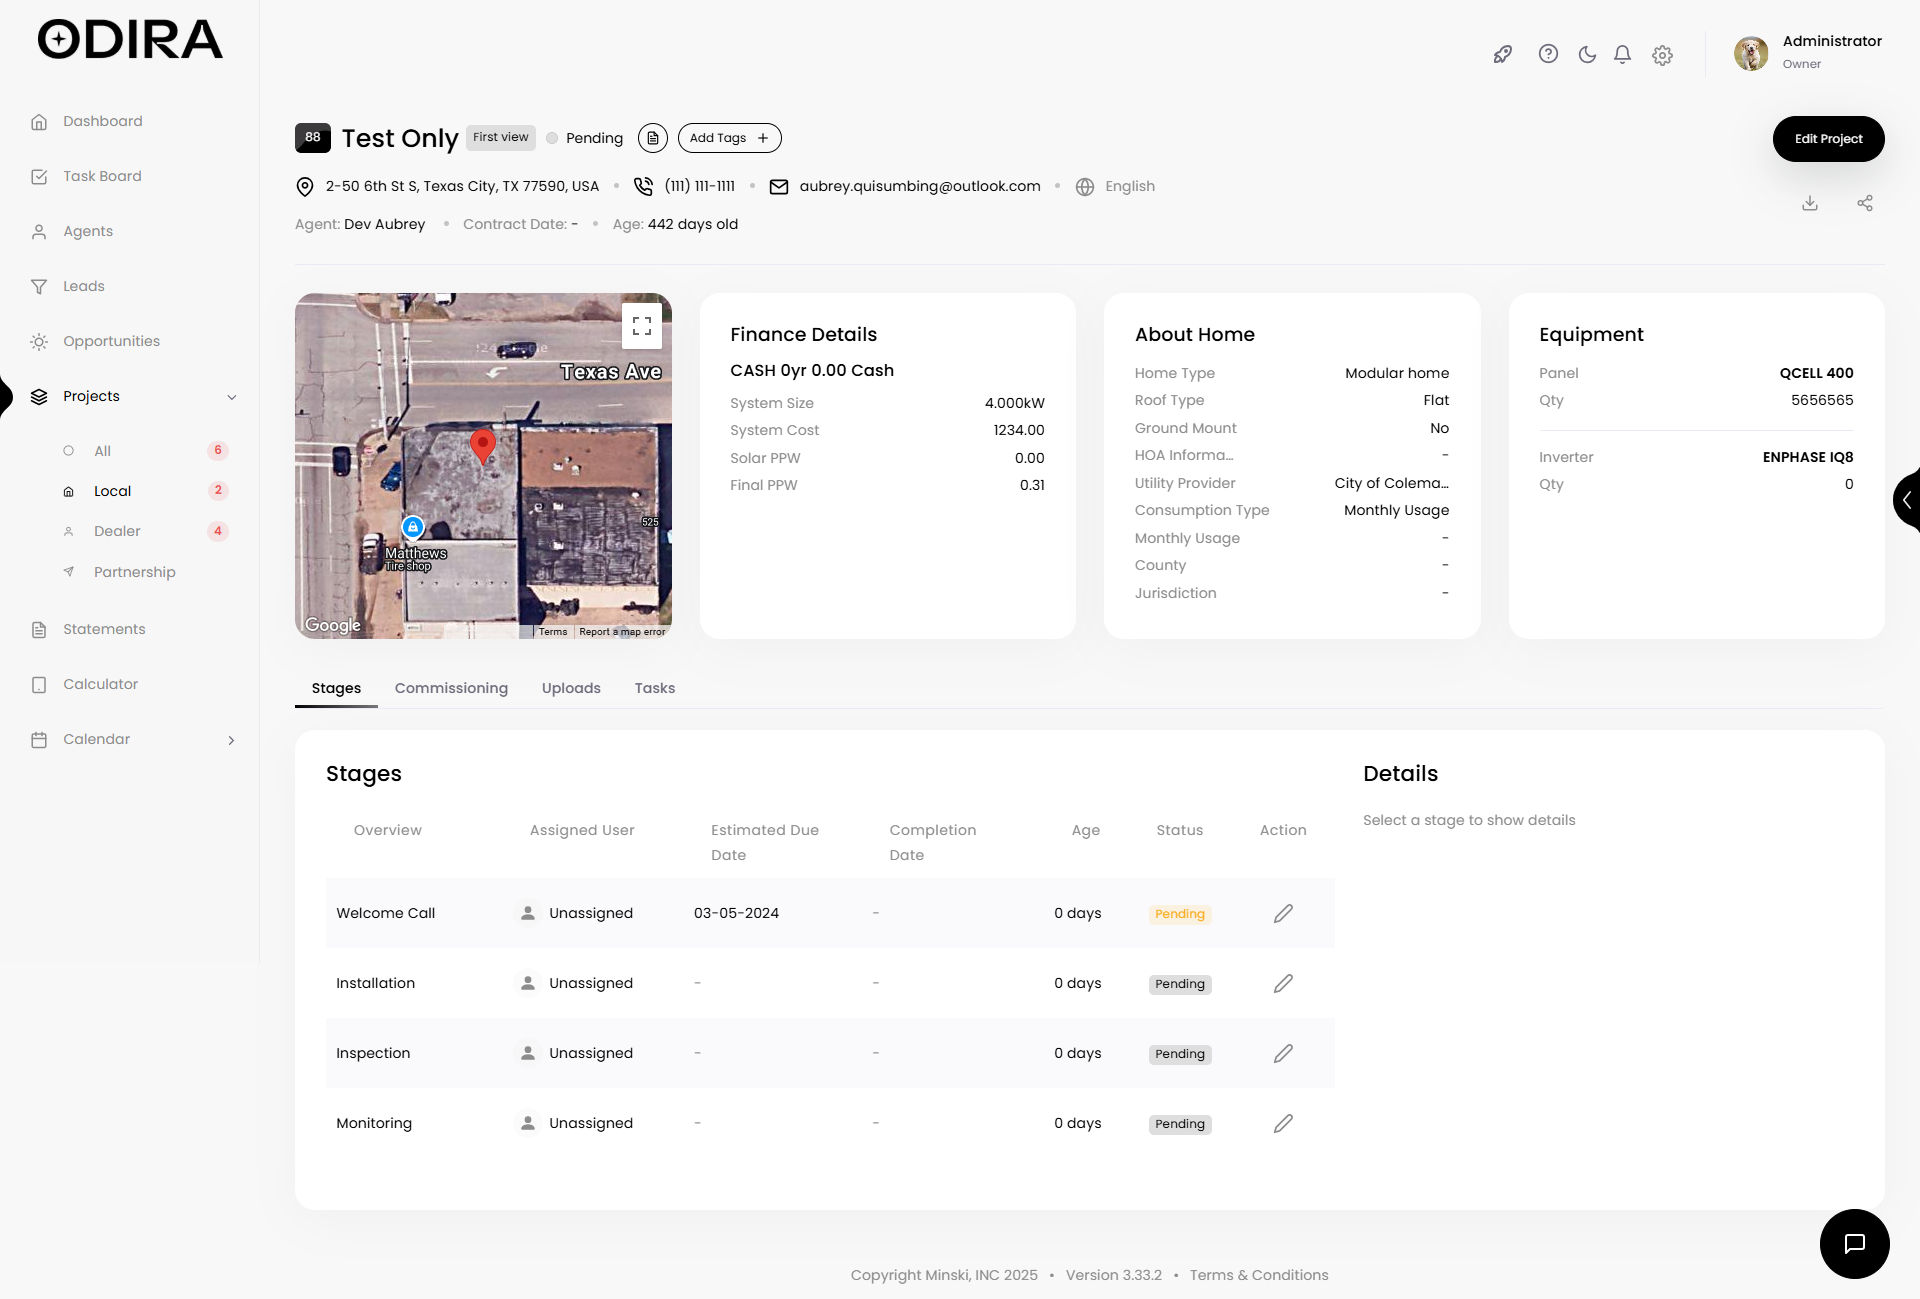 ODIRA
Administrator
Owner
Dashboard
Task Board
Agents
Leads
Opportunities
Projects
All 6
Local 2
Dealer 4
Partnership
Statements
Calculator
Calendar
88 Test Only First view Pending Add Tags +
Edit Project
2-50 6th St S, Texas City, TX 77590, USA • (111) 111-1111 • aubrey.quisumbing@outlook.com • English
Agent: Dev Aubrey • Contract Date: - • Age: 442 days old
Texas Ave
525
Matthews
Tire shop
Google
Terms Report a map error
Finance Details
CASH 0yr 0.00 Cash
System Size 4.000kW
System Cost 1234.00
Solar PPW 0.00
Final PPW 0.31
About Home
Home Type Modular home
Roof Type Flat
Ground Mount No
HOA Informa... -
Utility Provider City of Colema...
Consumption Type Monthly Usage
Monthly Usage -
County -
Jurisdiction -
Equipment
Panel QCELL 400
Qty 5656565
Inverter ENPHASE IQ8
Qty 0
Stages Commissioning Uploads Tasks
Stages
Overview Assigned User Estimated Due Date Completion Date Age Status Action
Welcome Call Unassigned 03-05-2024 - 0 days Pending
Installation Unassigned - - 0 days Pending
Inspection Unassigned - - 0 days Pending
Monitoring Unassigned - - 0 days Pending
Details
Select a stage to show details
Copyright Minski, INC 2025 • Version 3.33.2 • Terms & Conditions